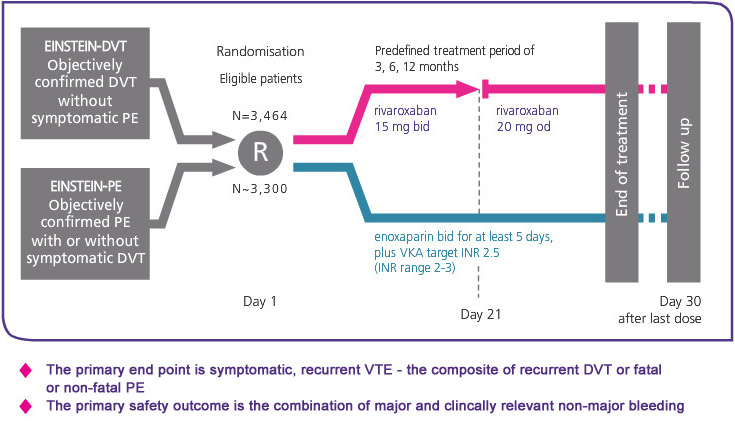 EINSTEIN-DVT
Objectively
confirmed DVT
without
symptomatic PE
EINSTEIN-PE
Objectively
confirmed PE
with or without
symptomatic DVT
Randomisation
Eligible patients
N=3,464
R
N~3,300
Day 1
Predefined treatment period of
3, 6, 12 months
rivaroxaban
15 mg bid
rivaroxaban
20 mg od
enoxaparin bid for at least 5 days,
plus VKA target INR 2.5
(INR range 2-3)
Day 21
End of treatment
Follow up
Day 30
after last dose
The primary end point is symptomatic, recurrent VTE - the composite of recurrent DVT or fatal
or non-fatal PE
The primary safety outcome is the combination of major and clincally relevant non-major bleeding